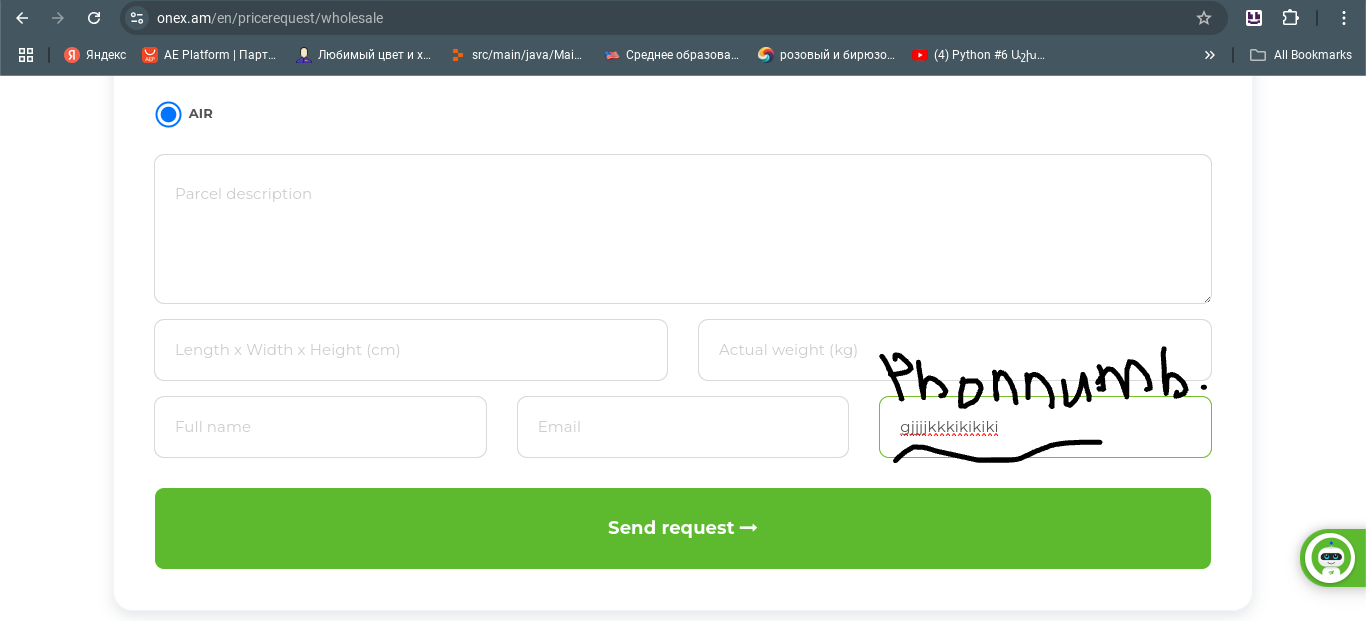 onex.am/en/pricerequest/wholesale
Яндекс AE Platform | Парт... Любимый цвет и х... src/main/java/Mai... Среднее образова... розовый и бирюзо... (4) Python #6 Աշխ... All Bookmarks
AIR
Parcel description
Length x Width x Height (cm) Actual weight (kg)
Phonnumb.
Full name Email gjjjjkkkikikiki
Send request →